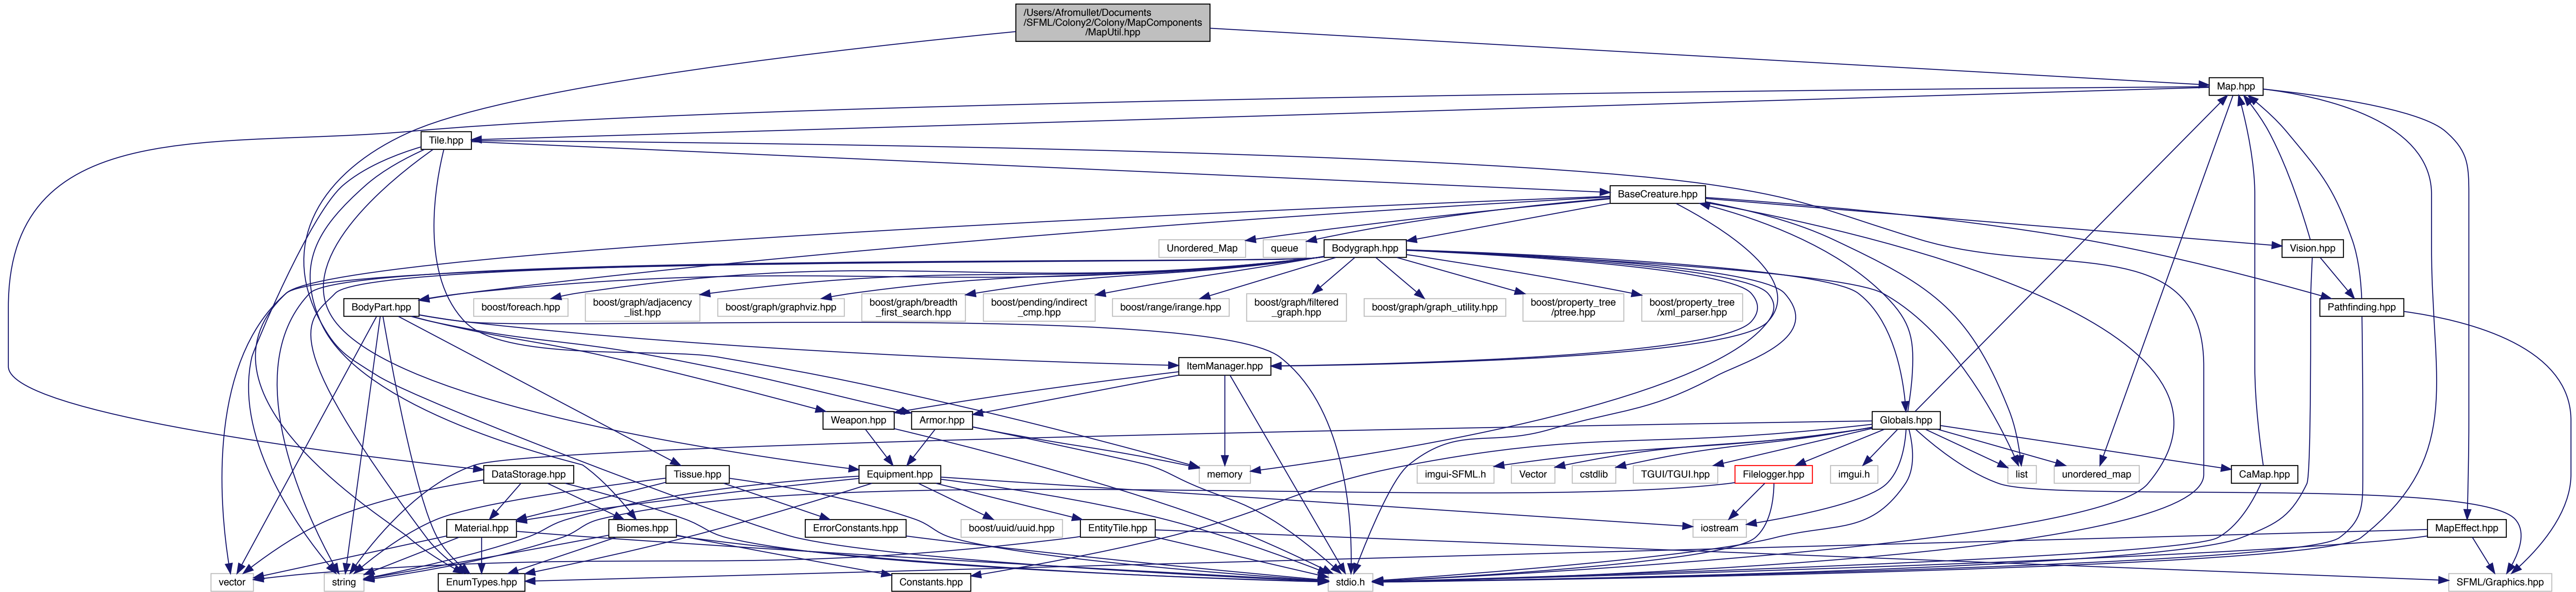 /Users/Afromullet/Documents
/SFML/Colony2/Colony/MapComponents
/MapUtil.hpp
Map.hpp
Tile.hpp
BaseCreature.hpp
Unordered_Map
queue
Bodygraph.hpp
Vision.hpp
BodyPart.hpp
boost/foreach.hpp
boost/graph/adjacency
_list.hpp
boost/graph/graphviz.hpp
boost/graph/breadth
_first_search.hpp
boost/pending/indirect
_cmp.hpp
boost/range/irange.hpp
boost/graph/filtered
_graph.hpp
boost/graph/graph_utility.hpp
boost/property_tree
/ptree.hpp
boost/property_tree
/xml_parser.hpp
Pathfinding.hpp
ItemManager.hpp
Weapon.hpp
Armor.hpp
Globals.hpp
DataStorage.hpp
Tissue.hpp
Equipment.hpp
memory
imgui-SFML.h
Vector
cstdlib
TGUI/TGUI.hpp
Filelogger.hpp
imgui.h
list
unordered_map
CaMap.hpp
Material.hpp
Biomes.hpp
ErrorConstants.hpp
boost/uuid/uuid.hpp
EntityTile.hpp
iostream
MapEffect.hpp
vector
string
EnumTypes.hpp
Constants.hpp
stdio.h
SFML/Graphics.hpp